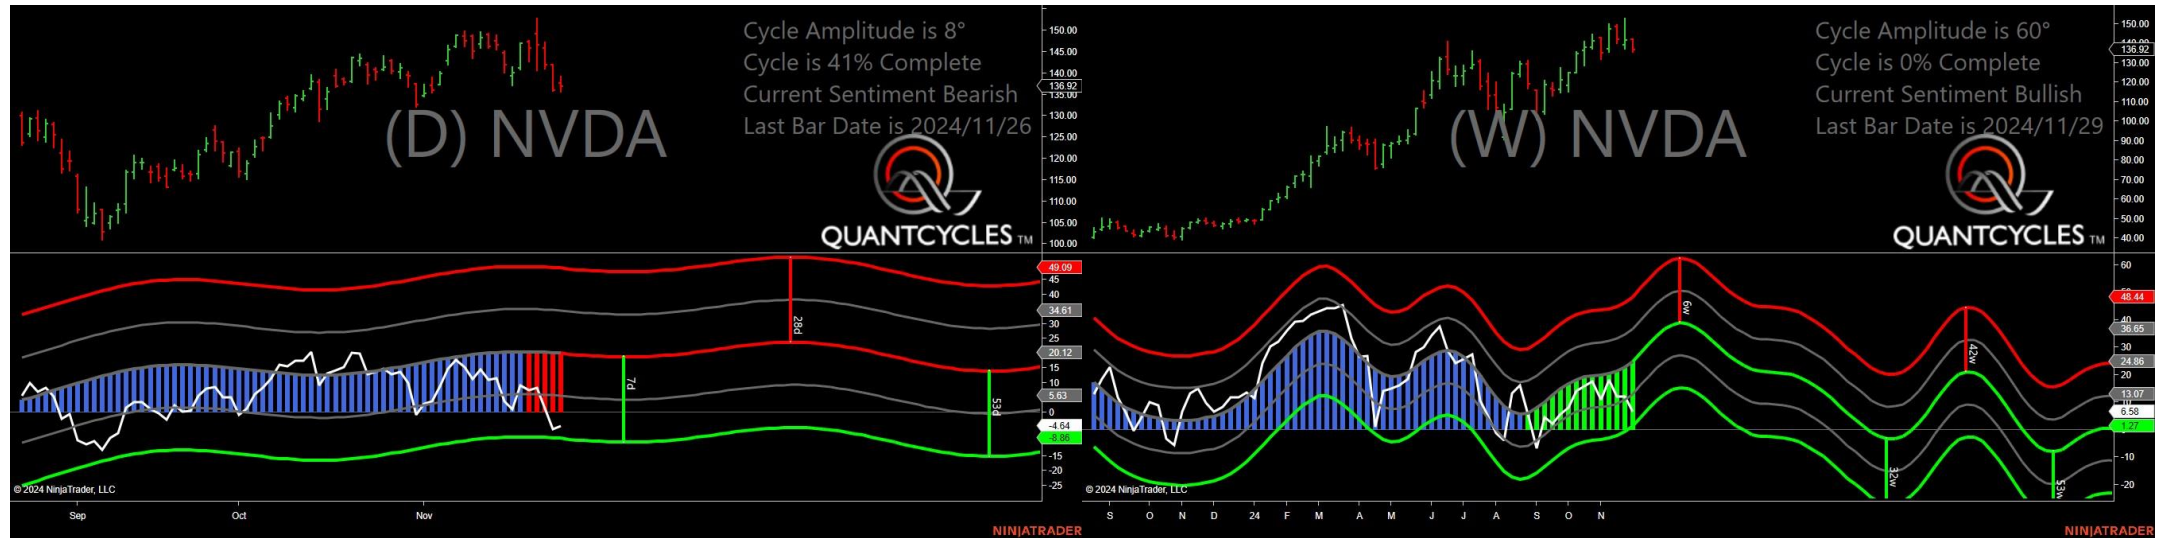 Cycle Amplitude is 8°
Cycle is 41% Complete
Current Sentiment Bearish
Last Bar Date is 2024/11/26
(D) NVDA
QUANTCYCLES TM
150.00
145.00
140.00
136.92
135.00
130.00
125.00
120.00
115.00
110.00
105.00
100.00
49.09
45
40
34.61
30
25
20.12
15
10
5.63
0
-4.64
-8.86
-15
-20
-25
28d
7d
53d
© 2024 NinjaTrader, LLC
Sep
Oct
Nov
NINJATRADER
Cycle Amplitude is 60°
Cycle is 0% Complete
Current Sentiment Bullish
Last Bar Date is 2024/11/29
(W) NVDA
QUANTCYCLES TM
150.00
140.00
136.92
130.00
120.00
110.00
100.00
90.00
80.00
70.00
60.00
50.00
40.00
60
48.44
40
36.65
30
24.86
20
13.07
6.58
1.27
-10
-20
6w
42w
32w
53w
© 2024 NinjaTrader, LLC
S
O
N
D
24
F
M
A
M
J
J
A
S
O
N
NINJATRADER